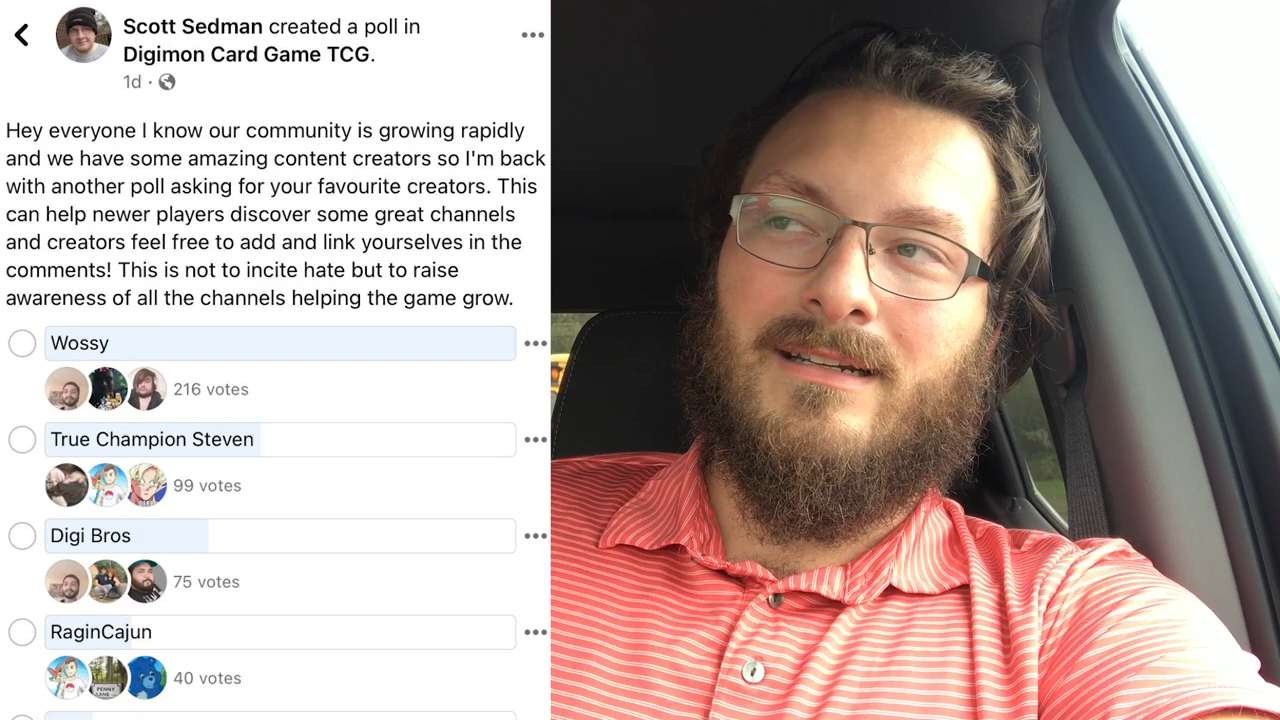 Scott Sedman created a poll in
Digimon Card Game TCG.
1d ·
Hey everyone I know our community is growing rapidly
and we have some amazing content creators so I'm back
with another poll asking for your favourite creators. This
can help newer players discover some great channels
and creators feel free to add and link yourselves in the
comments! This is not to incite hate but to raise
awareness of all the channels helping the game grow.
Wossy
216 votes
True Champion Steven
99 votes
Digi Bros
75 votes
RaginCajun
PENNY LANE
40 votes